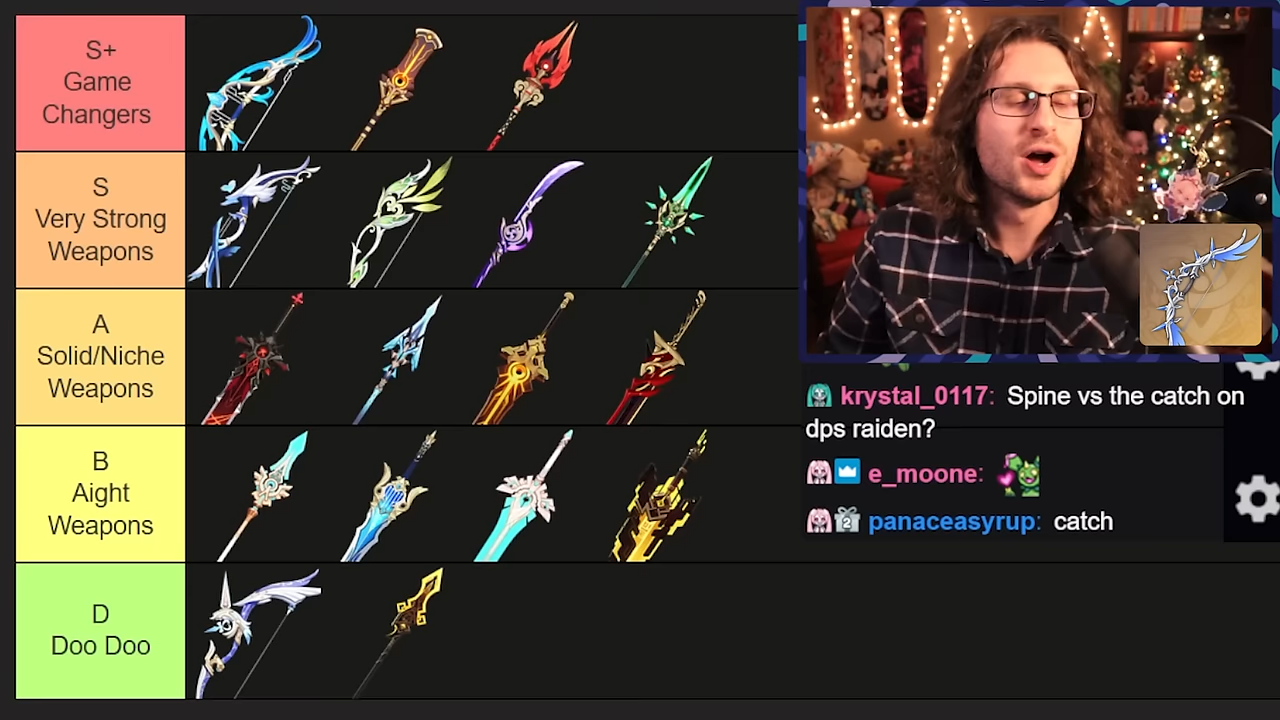 S+
Game
Changers
S
Very Strong
Weapons
A
Solid/Niche
Weapons
B
Aight
Weapons
D
Doo Doo
krystal_0117: Spine vs the catch on
dps raiden?
2 e_moone:
panaceasyrup: catch